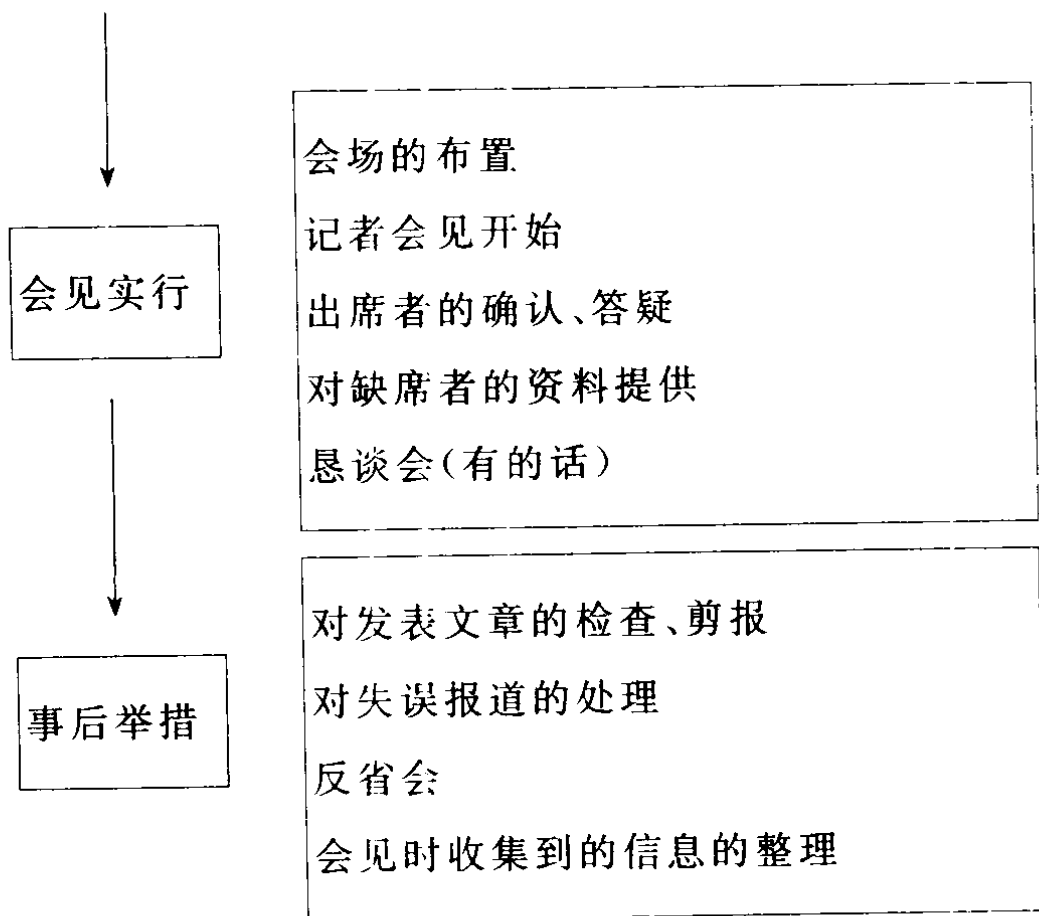 会见实行
会场的布置
记者会见开始
出席者的确认、答疑
对缺席者的资料提供
恳谈会(有的话)
事后举措
对发表文章的检查、剪报
对失误报道的处理
反省会
会见时收集到的信息的整理